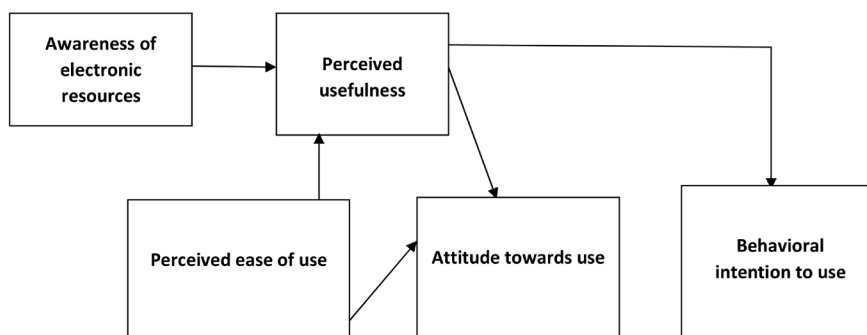 Awareness of
electronic
resources
Perceived
usefulness
Perceived ease of use
Attitude towards use
Behavioral
intention to use